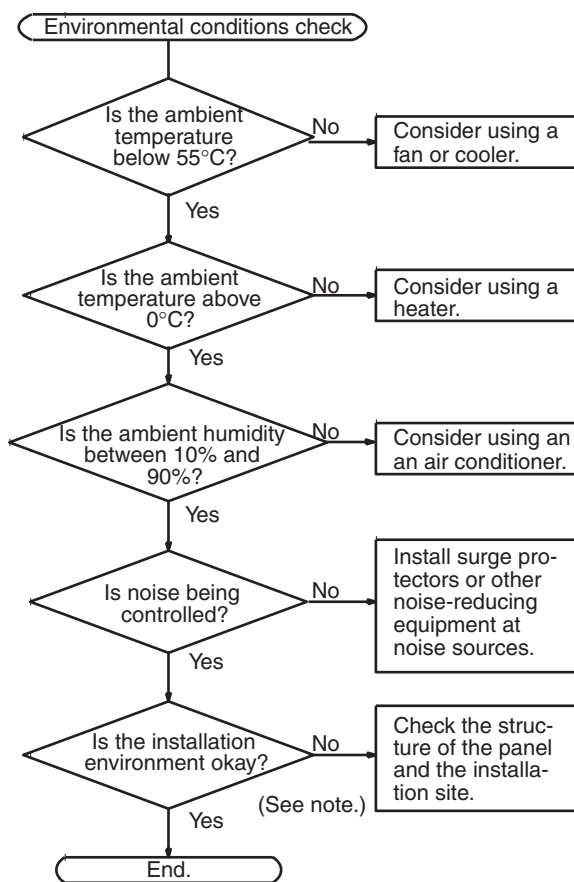 Environmental conditions check
Is the ambient
temperature
below 55°C?
No
Consider using a
fan or cooler.
Yes
Is the ambient
temperature above
0°C?
No
Consider using a
heater.
Yes
Is the ambient humidity
between 10% and
90%?
No
Consider using an
an air conditioner.
Yes
Is noise being
controlled?
No
Install surge pro-
tectors or other
noise-reducing
equipment at
noise sources.
Yes
Is the installation
environment okay?
No
(See note.)
Check the struc-
ture of the panel
and the installa-
tion site.
Yes
End.